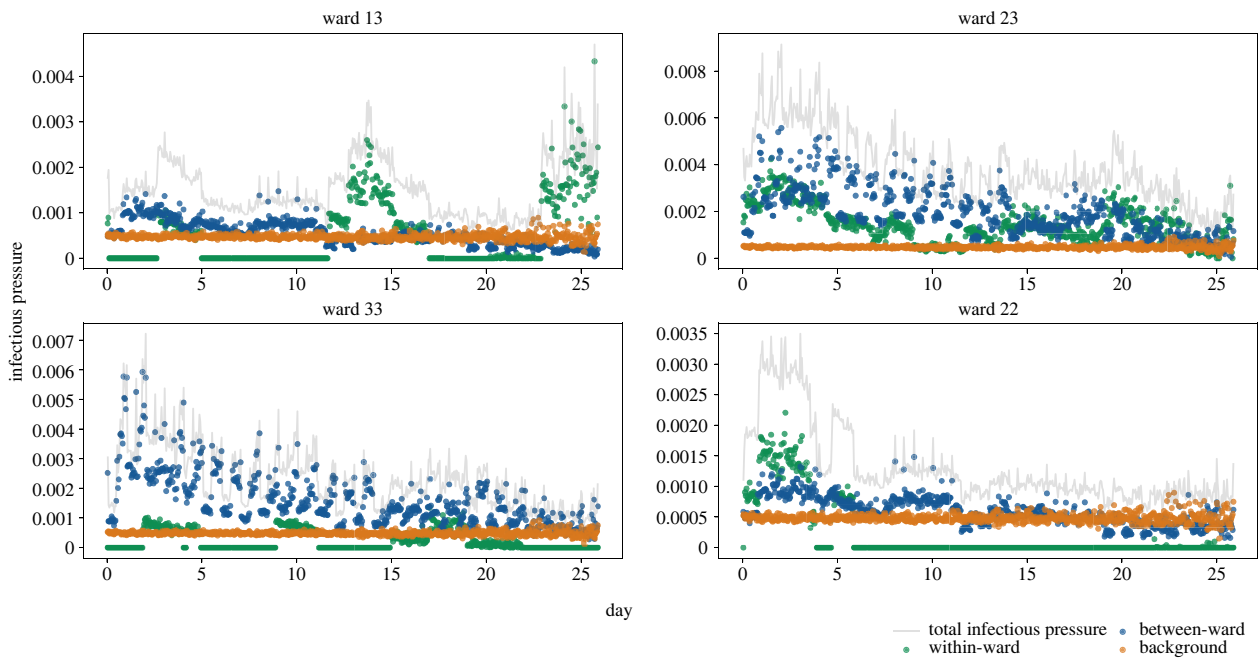 ward 13
ward 23
0.004
0.003
0.002
0.001
0
0.008
0.006
0.004
0.002
0
0 5 10 15 20 25
0 5 10 15 20 25
infectious pressure
ward 33
ward 22
0.007
0.006
0.005
0.004
0.003
0.002
0.001
0
0.0035
0.0030
0.0025
0.0020
0.0015
0.0010
0.0005
0
0 5 10 15 20 25
0 5 10 15 20 25
day
total infectious pressure between-ward
within-ward background